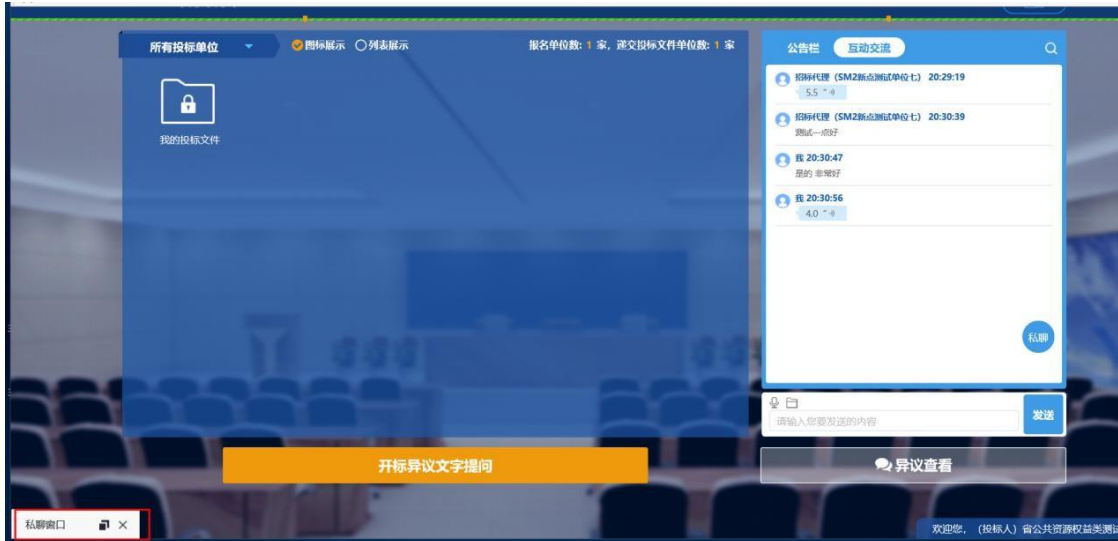 所有投标单位
图标展示 列表展示
报名单位数: 1 家, 递交投标文件单位数: 1 家
我的投标文件
公告栏 互动交流
招标代理 (SM2新点测试单位七) 20:29:19
5.5 "
招标代理 (SM2新点测试单位七) 20:30:39
测试一点好
我 20:30:47
是的 非常好
我 20:30:56
4.0 "
私聊
请输入您要发送的内容
发送
开标异议文字提问
异议查看
私聊窗口
欢迎您, (投标人) 省公共资源权益类测试